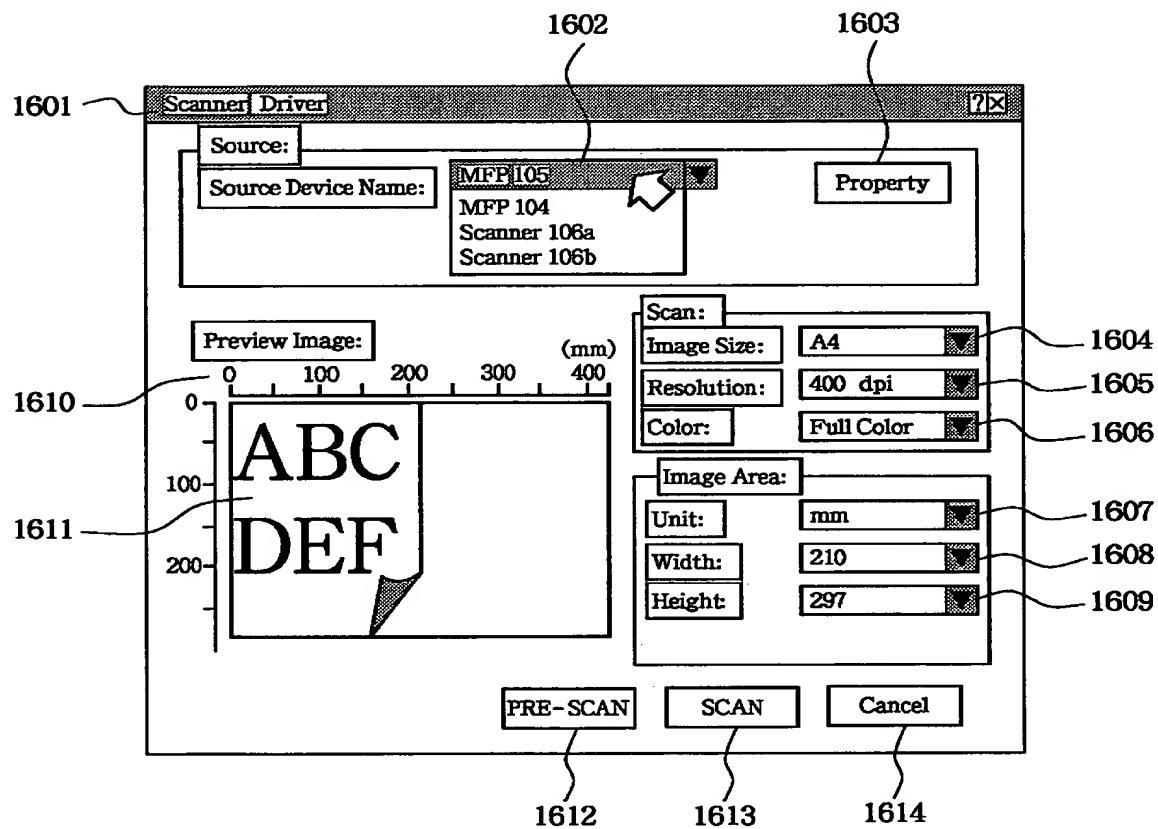 1602 1603
1601 Scanner Driver ?×
Source:
Source Device Name: MFP 105 Property
MFP 104
Scanner 106a
Scanner 106b
Scan:
Preview Image: Image Size: A4 1604
(mm)
0 100 200 300 400 Resolution: 400 dpi 1605
1610
0 Color: Full Color 1606
ABC
Image Area:
100
1611 Unit: mm 1607
DEF
200 Width: 210 1608
Height: 297 1609
PRE-SCAN SCAN Cancel
1612 1613 1614